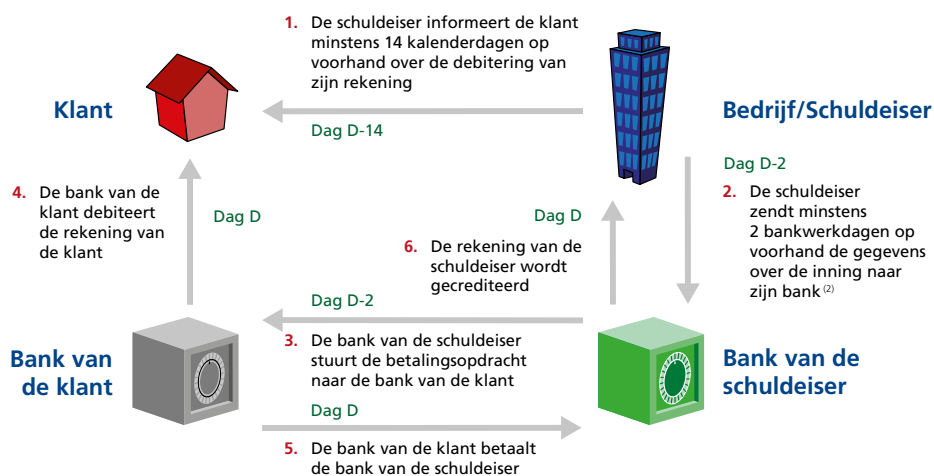 1. De schuldeiser informeert de klant
minstens 14 kalenderdagen op
voorhand over de debitering van
zijn rekening
Klant
Bedrijf/Schuldeiser
Dag D-14
Dag D-2
2. De schuldeiser
zendt minstens
2 bankwerkdagen op
voorhand de gegevens
over de inning naar
zijn bank (2)
4. De bank van de
klant debiteert
de rekening van
de klant
Dag D
Dag D
6. De rekening van de
schuldeiser wordt
gecrediteerd
Dag D-2
3. De bank van de schuldeiser
stuurt de betalingsopdracht
naar de bank van de klant
Bank van
de klant
Bank van de
schuldeiser
Dag D
5. De bank van de klant betaalt
de bank van de schuldeiser